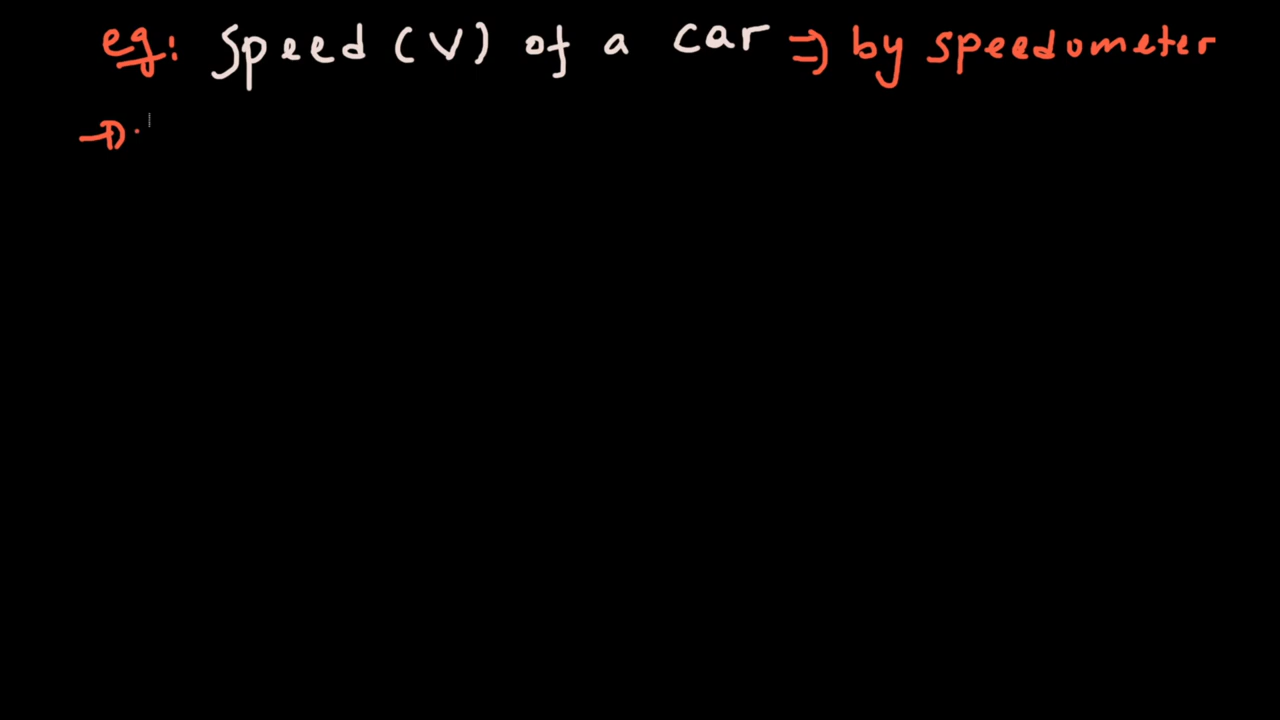 eg: Speed (V) of a car ⇒ by speedometer
→